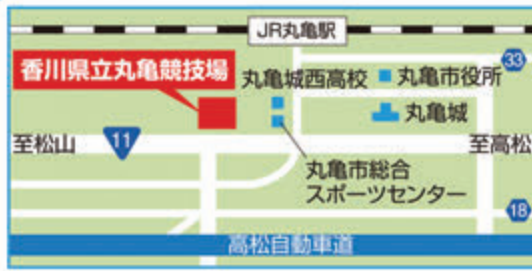 JR丸亀駅
香川県立丸亀競技場
丸亀城西高校
丸亀市役所
33
丸亀城
至松山
11
至高松
丸亀市総合
スポーツセンター
18
高松自動車道